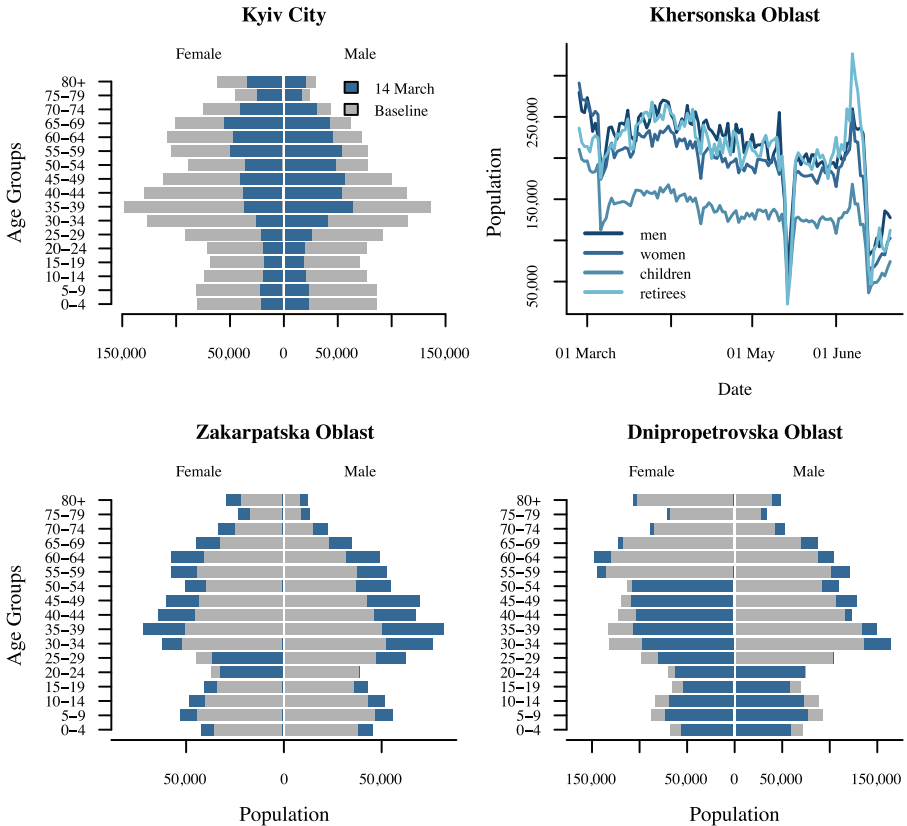 Kyiv City
Female Male
14 March
Baseline
Age Groups
80+
75−79
70−74
65−69
60−64
55−59
50−54
45−49
40−44
35−39
30−34
25−29
20−24
15−19
10−14
5−9
0−4
150,000 50,000 0 50,000 150,000
Khersonska Oblast
Population
250,000
150,000
50,000
men
women
children
retirees
01 March 01 May 01 June
Date
Zakarpatska Oblast
Female Male
Age Groups
80+
75−79
70−74
65−69
60−64
55−59
50−54
45−49
40−44
35−39
30−34
25−29
20−24
15−19
10−14
5−9
0−4
50,000 0 50,000
Population
Dnipropetrovska Oblast
Female Male
80+
75−79
70−74
65−69
60−64
55−59
50−54
45−49
40−44
35−39
30−34
25−29
20−24
15−19
10−14
5−9
0−4
150,000 50,000 0 50,000 150,000
Population